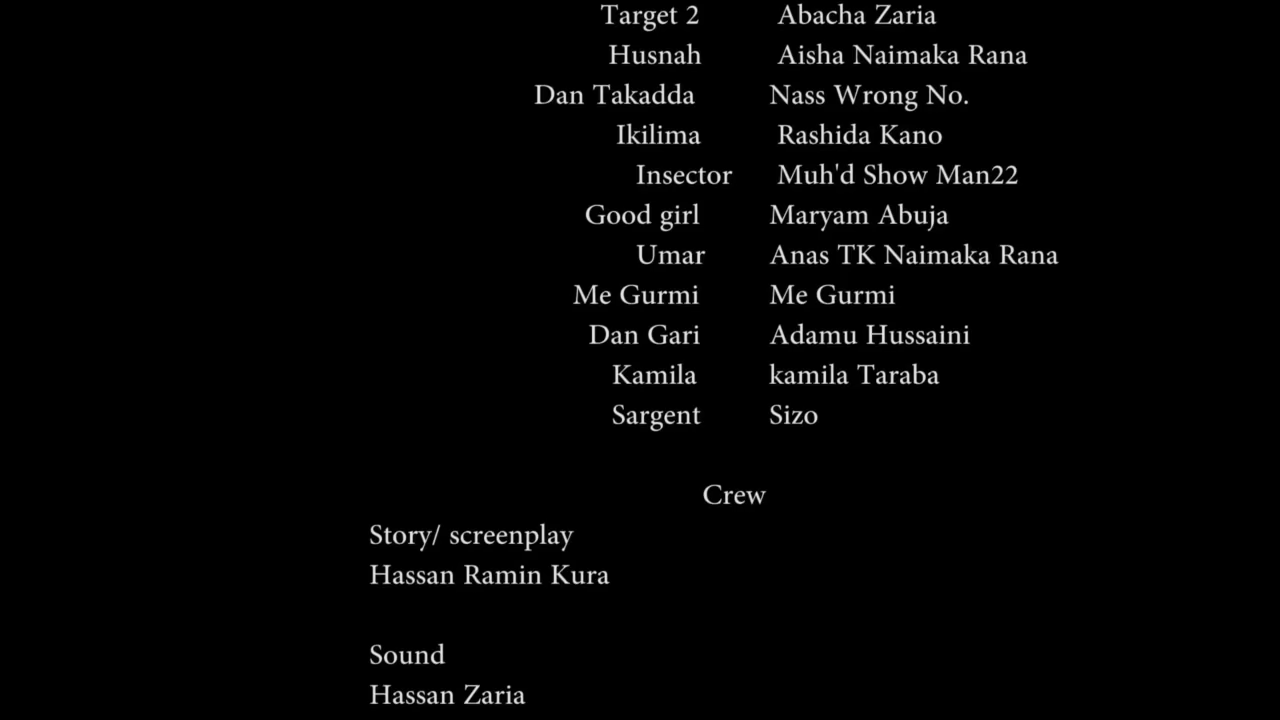 Target 2 Abacha Zaria
Husnah Aisha Naimaka Rana
Dan Takadda Nass Wrong No.
Ikilima Rashida Kano
Insector Muh'd Show Man22
Good girl Maryam Abuja
Umar Anas TK Naimaka Rana
Me Gurmi Me Gurmi
Dan Gari Adamu Hussaini
Kamila kamila Taraba
Sargent Sizo
Crew
Story/ screenplay
Hassan Ramin Kura
Sound
Hassan Zaria